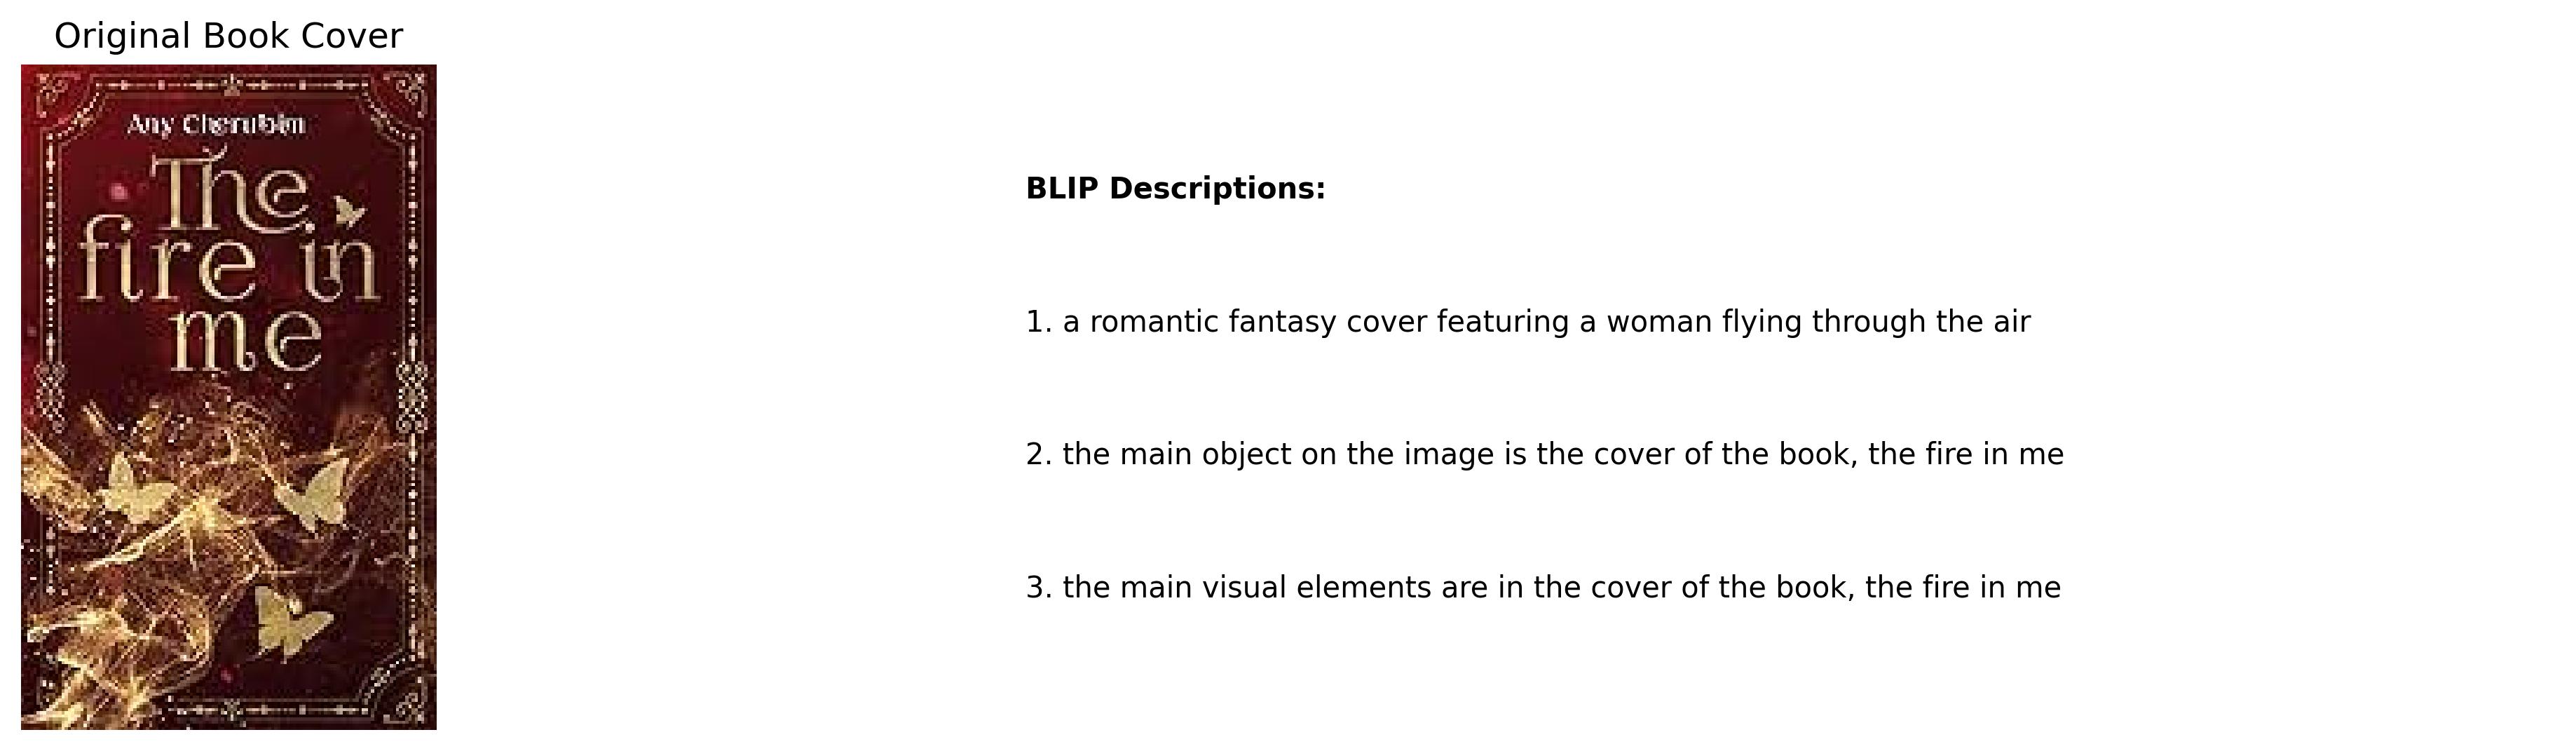 Original Book Cover
Any Cherubim
The
fire in
me
BLIP Descriptions:
1. a romantic fantasy cover featuring a woman flying through the air
2. the main object on the image is the cover of the book, the fire in me
3. the main visual elements are in the cover of the book, the fire in me